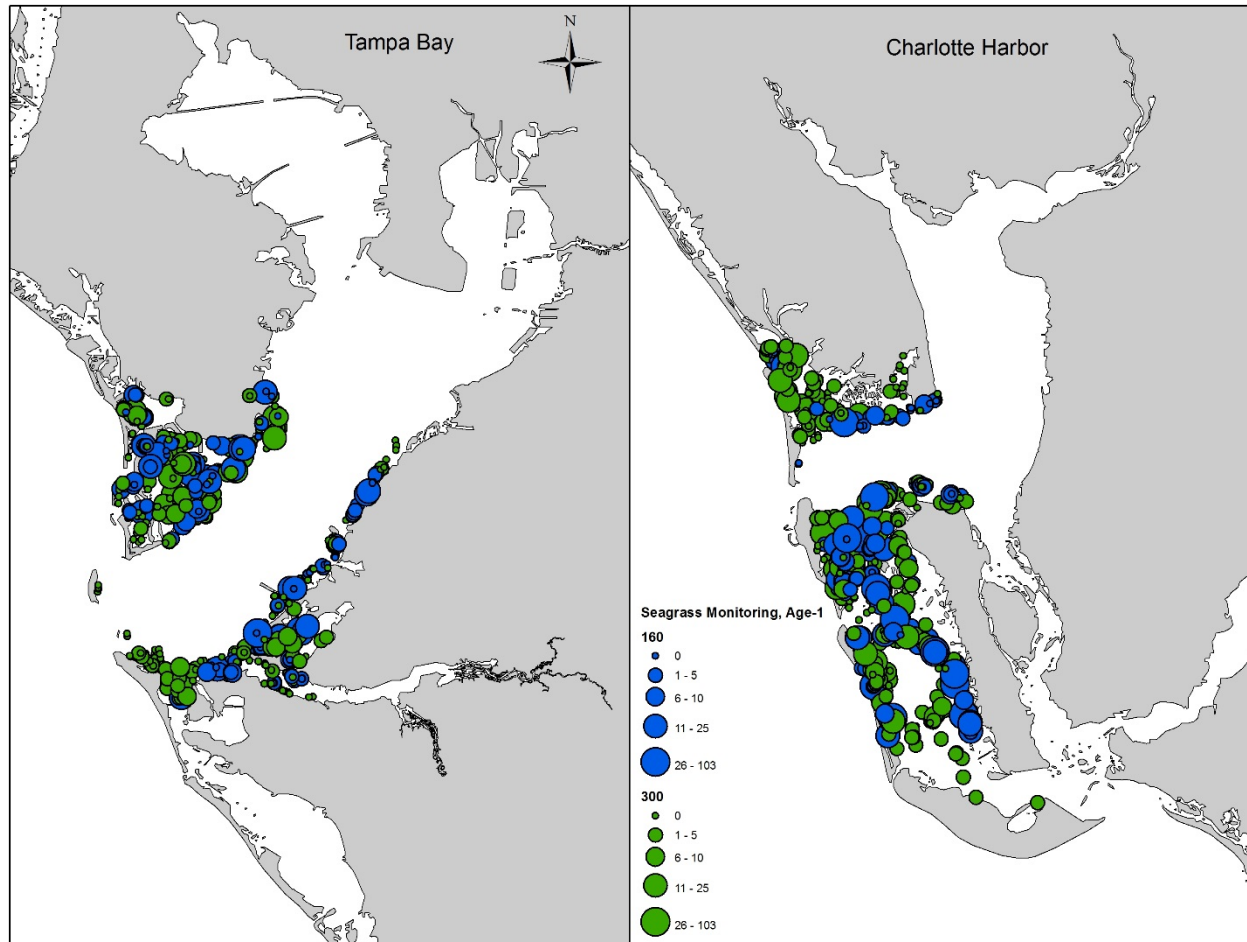 Tampa Bay
N
Charlotte Harbor
Seagrass Monitoring, Age-1
160
0
1 - 5
6 - 10
11 - 25
26 - 103
300
0
1 - 5
6 - 10
11 - 25
26 - 103